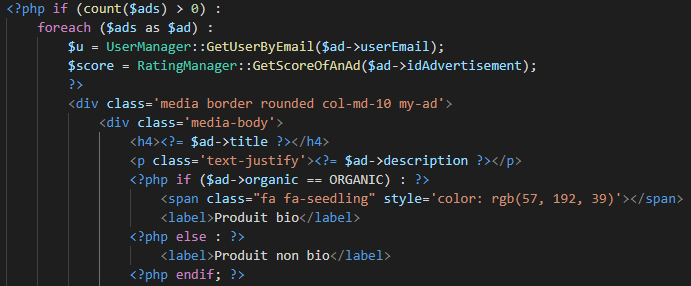 <?php if (count($ads) > 0) :
    foreach ($ads as $ad) :
        $u = UserManager::GetUserByEmail($ad->userEmail);
        $score = RatingManager::GetScoreOfAnAd($ad->idAdvertisement);
        ?>
        <div class='media border rounded col-md-10 my-ad'>
            <div class='media-body'>
                <h4><?= $ad->title ?></h4>
                <p class='text-justify'><?= $ad->description ?></p>
                <?php if ($ad->organic == ORGANIC) : ?>
                    <span class="fa fa-seedling" style='color: rgb(57, 192, 39)'></span>
                    <label>Produit bio</label>
                <?php else : ?>
                    <label>Produit non bio</label>
                <?php endif; ?>